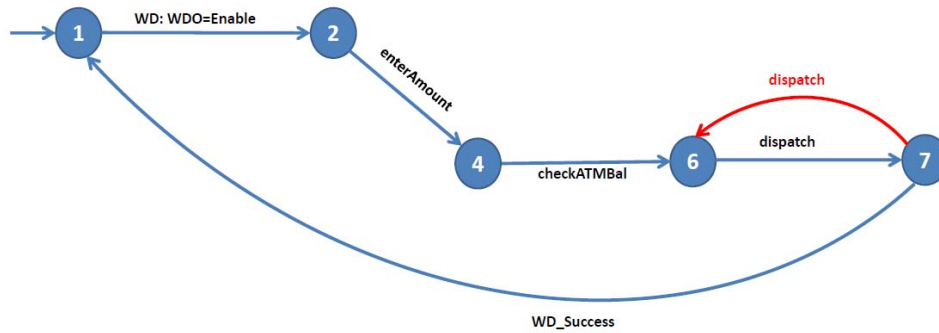 WD: WDO=Enable
1
2
enterAmount
dispatch
4
checkATMBal
6
dispatch
7
WD_Success